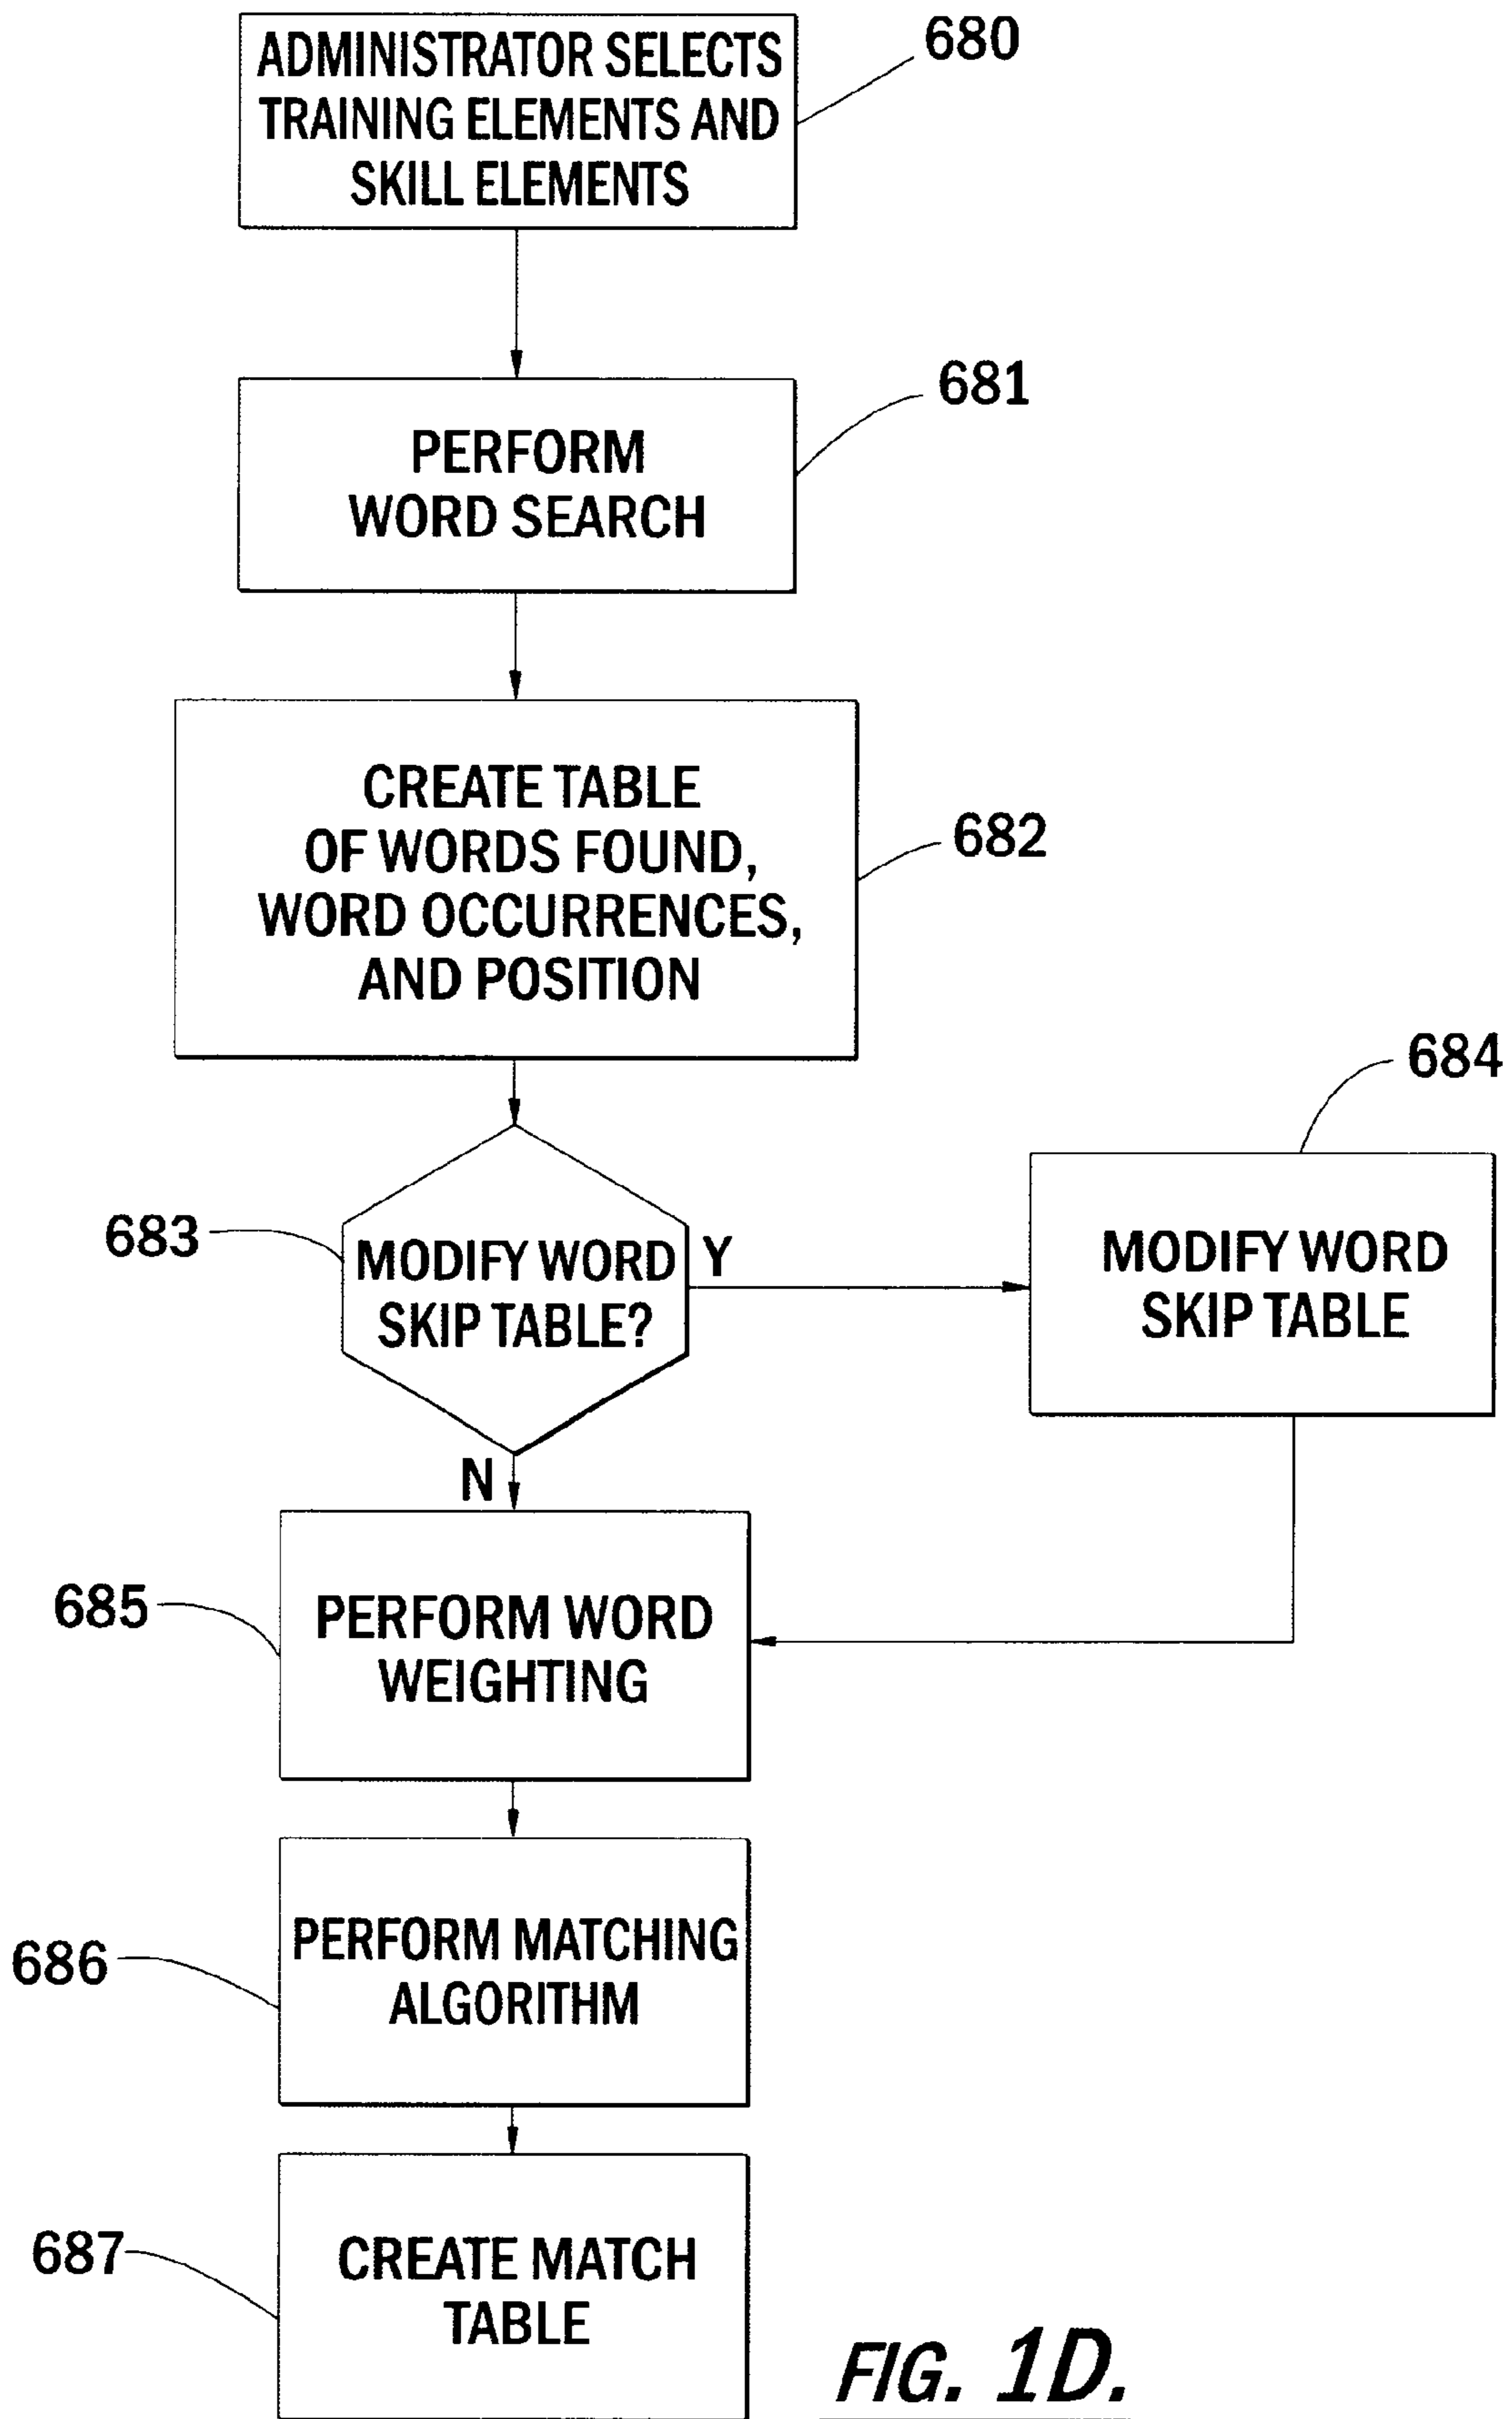 ADMINISTRATOR SELECTS
TRAINING ELEMENTS AND
SKILL ELEMENTS
680
PERFORM
WORD SEARCH
681
CREATE TABLE
OF WORDS FOUND,
WORD OCCURRENCES,
AND POSITION
682
683
MODIFY WORD
SKIP TABLE?
Y
N
684
MODIFY WORD
SKIP TABLE
685
PERFORM WORD
WEIGHTING
686
PERFORM MATCHING
ALGORITHM
687
CREATE MATCH
TABLE
FIG. 1D.